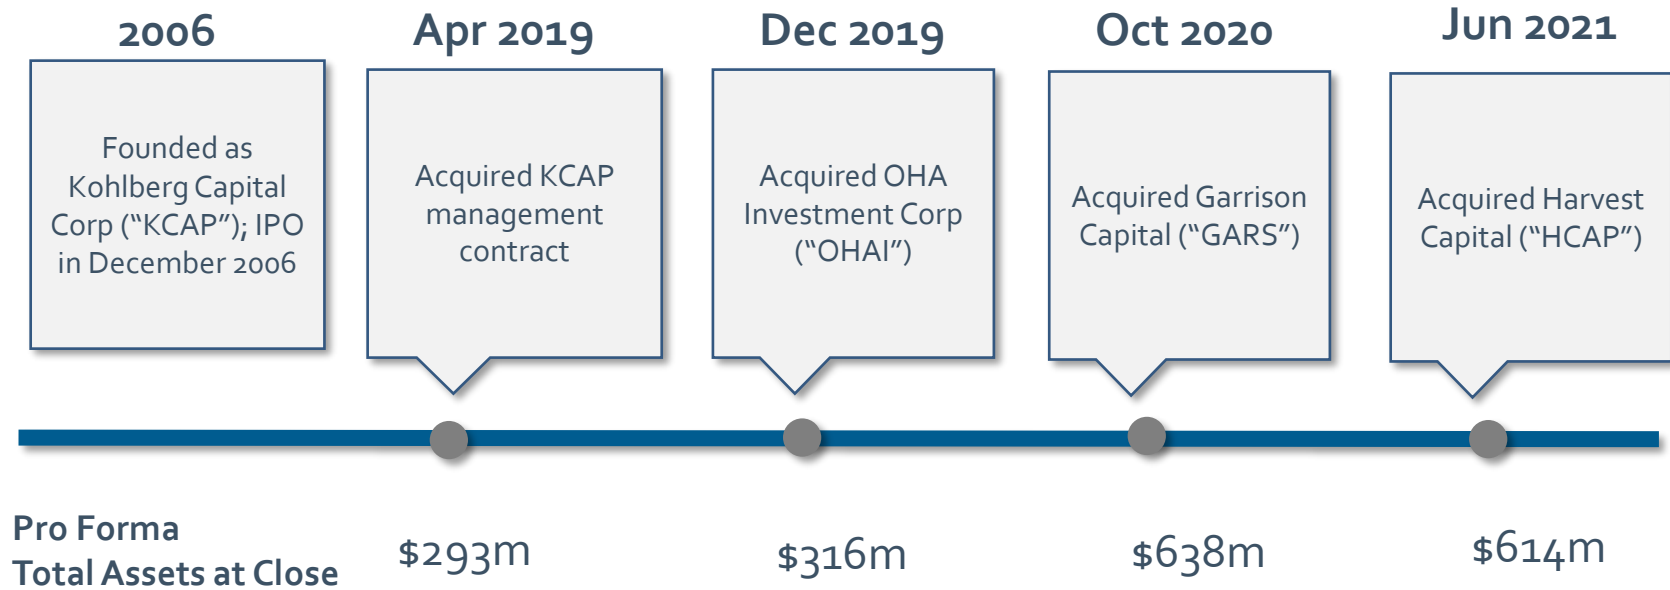 2006
Founded as
Kohlberg Capital
Corp (“KCAP”); IPO
in December 2006
Apr 2019
Acquired KCAP
management
contract
Dec 2019
Acquired OHA
Investment Corp
(“OHAI”)
Oct 2020
Acquired Garrison
Capital (“GARS”)
Jun 2021
Acquired Harvest
Capital (“HCAP”)
Pro Forma
Total Assets at Close
$293m
$316m
$638m
$614m